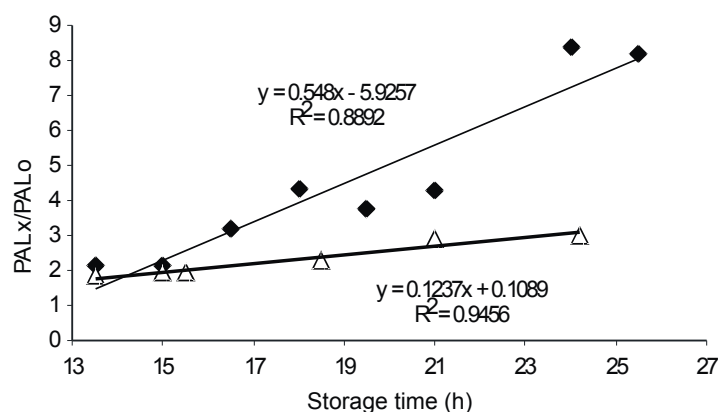 9
8
7
6
5
4
3
2
1
0
PALx/PALo
y = 0.548x - 5.9257
R² = 0.8892
y = 0.1237x + 0.1089
R² = 0.9456
13 15 17 19 21 23 25 27
Storage time (h)